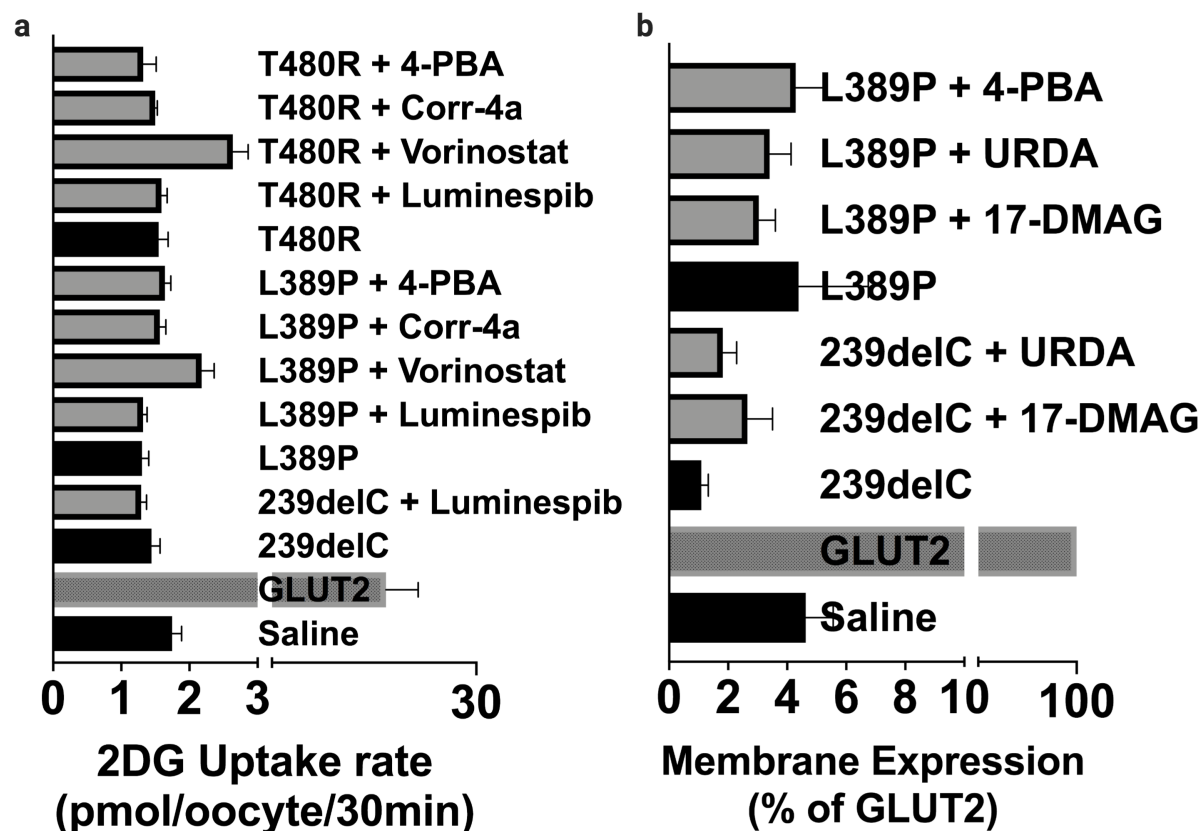 a
T480R + 4-PBA
T480R + Corr-4a
T480R + Vorinostat
T480R + Luminespib
T480R
L389P + 4-PBA
L389P + Corr-4a
L389P + Vorinostat
L389P + Luminespib
L389P
239delC + Luminespib
239delC
GLUT2
Saline
0 1 2 3 30
2DG Uptake rate
(pmol/oocyte/30min)
b
L389P + 4-PBA
L389P + URDA
L389P + 17-DMAG
L389P
239delC + URDA
239delC + 17-DMAG
239delC
GLUT2
Saline
0 2 4 6 8 10 100
Membrane Expression
(% of GLUT2)